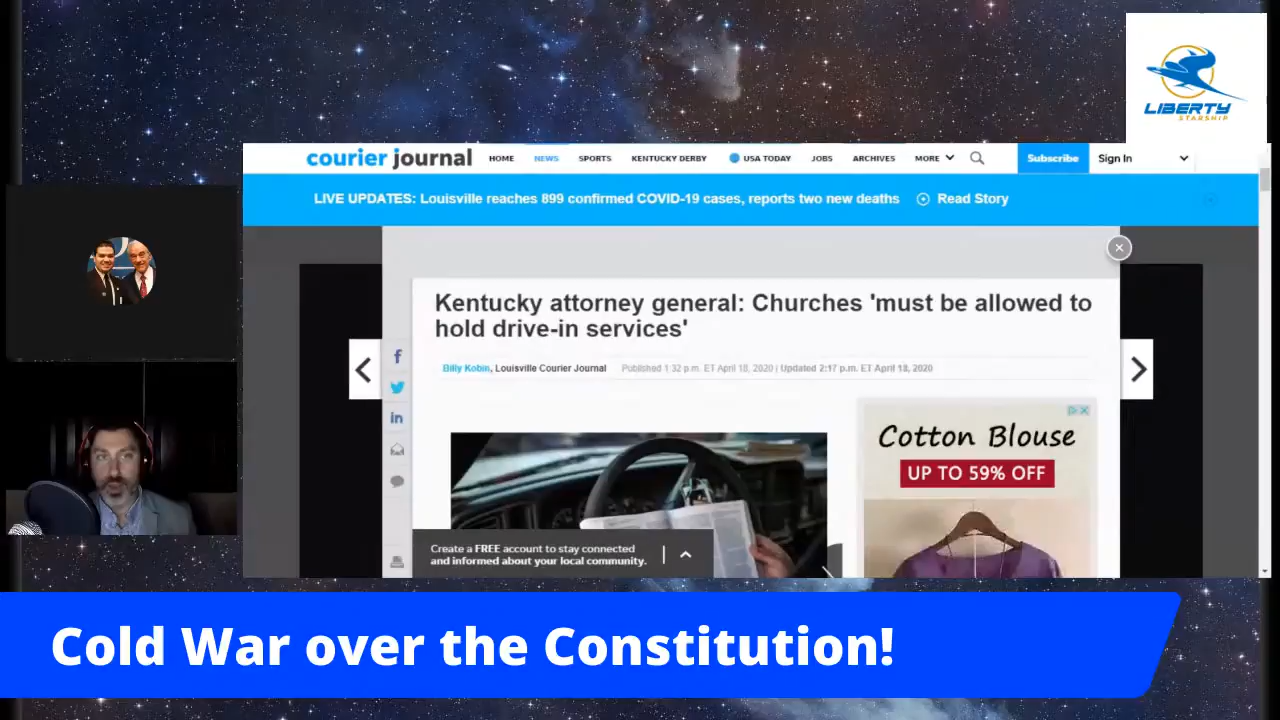 LIBERTY
STARSHIP
courier journal HOME NEWS SPORTS KENTUCKY DERBY USA TODAY JOBS ARCHIVES MORE Subscribe Sign In
LIVE UPDATES: Louisville reaches 899 confirmed COVID-19 cases, reports two new deaths Read Story
Kentucky attorney general: Churches 'must be allowed to
hold drive-in services'
Billy Kobin, Louisville Courier Journal Published 1:32 p.m. ET April 18, 2020 | Updated 2:17 p.m. ET April 18, 2020
Cotton Blouse
UP TO 59% OFF
Create a FREE account to stay connected
and informed about your local community.
Cold War over the Constitution!